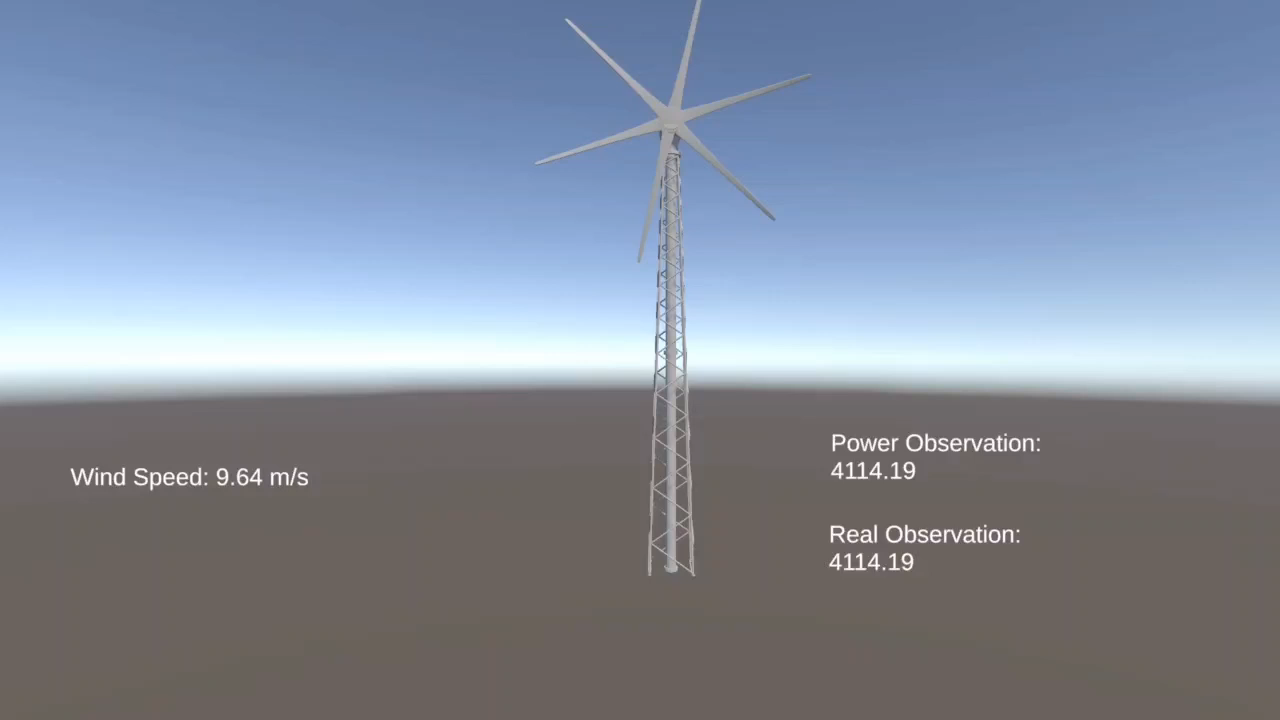 Wind Speed: 9.64 m/s
Power Observation:
4114.19
Real Observation:
4114.19